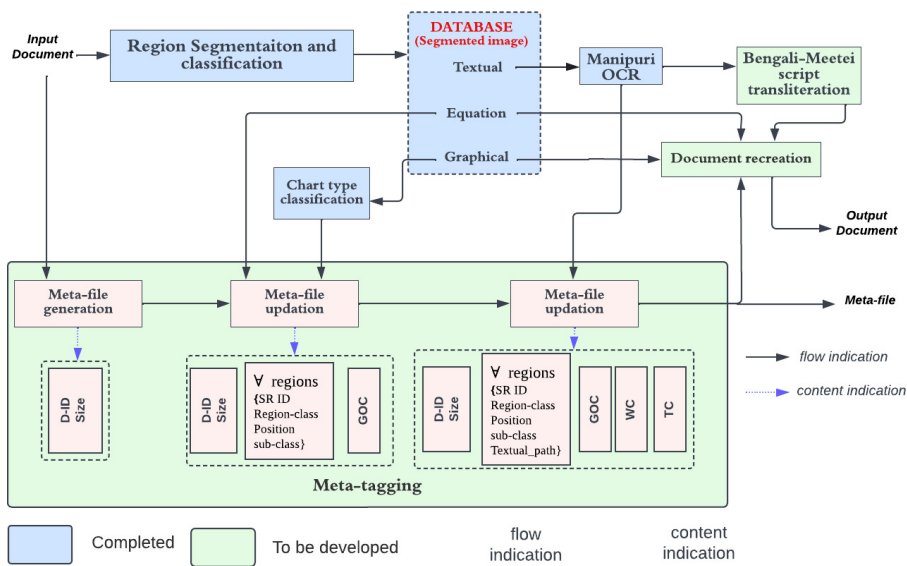 Input
Document
Region Segmentaiton and
classification
DATABASE
(Segmented image)
Textual
Equation
Graphical
Manipuri
OCR
Bengali-Meetei
script
transliteration
Document recreation
Chart type
classification
Output
Document
Meta-file
generation
Meta-file
updation
Meta-file
updation
Meta-file
D-ID
Size
D-ID
Size
∀ regions
{SR ID
Region-class
Position
sub-class}
GOC
D-ID
Size
∀ regions
{SR ID
Region-class
Position
sub-class
Textual_path}
GOC
WC
TC
flow indication
content indication
Meta-tagging
Completed
To be developed
flow
indication
content
indication